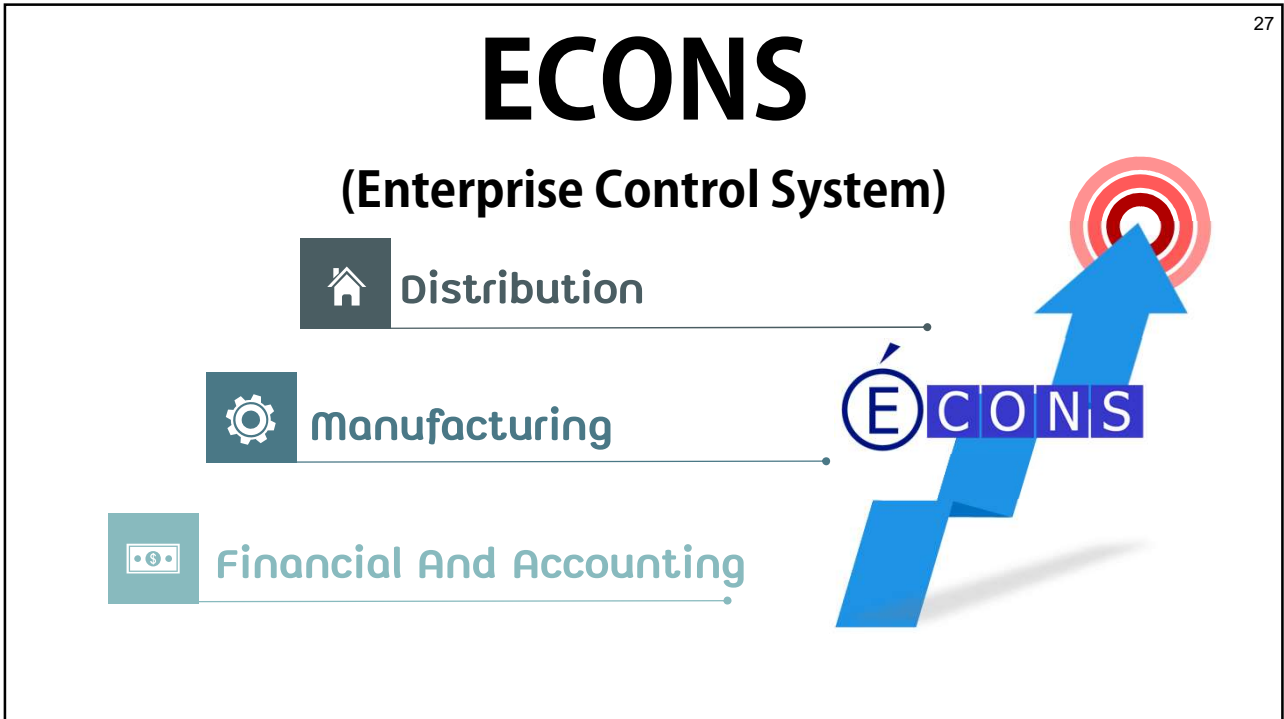 27
ECONS
(Enterprise Control System)
Distribution
Manufacturing
ÉCONS
Financial And Accounting